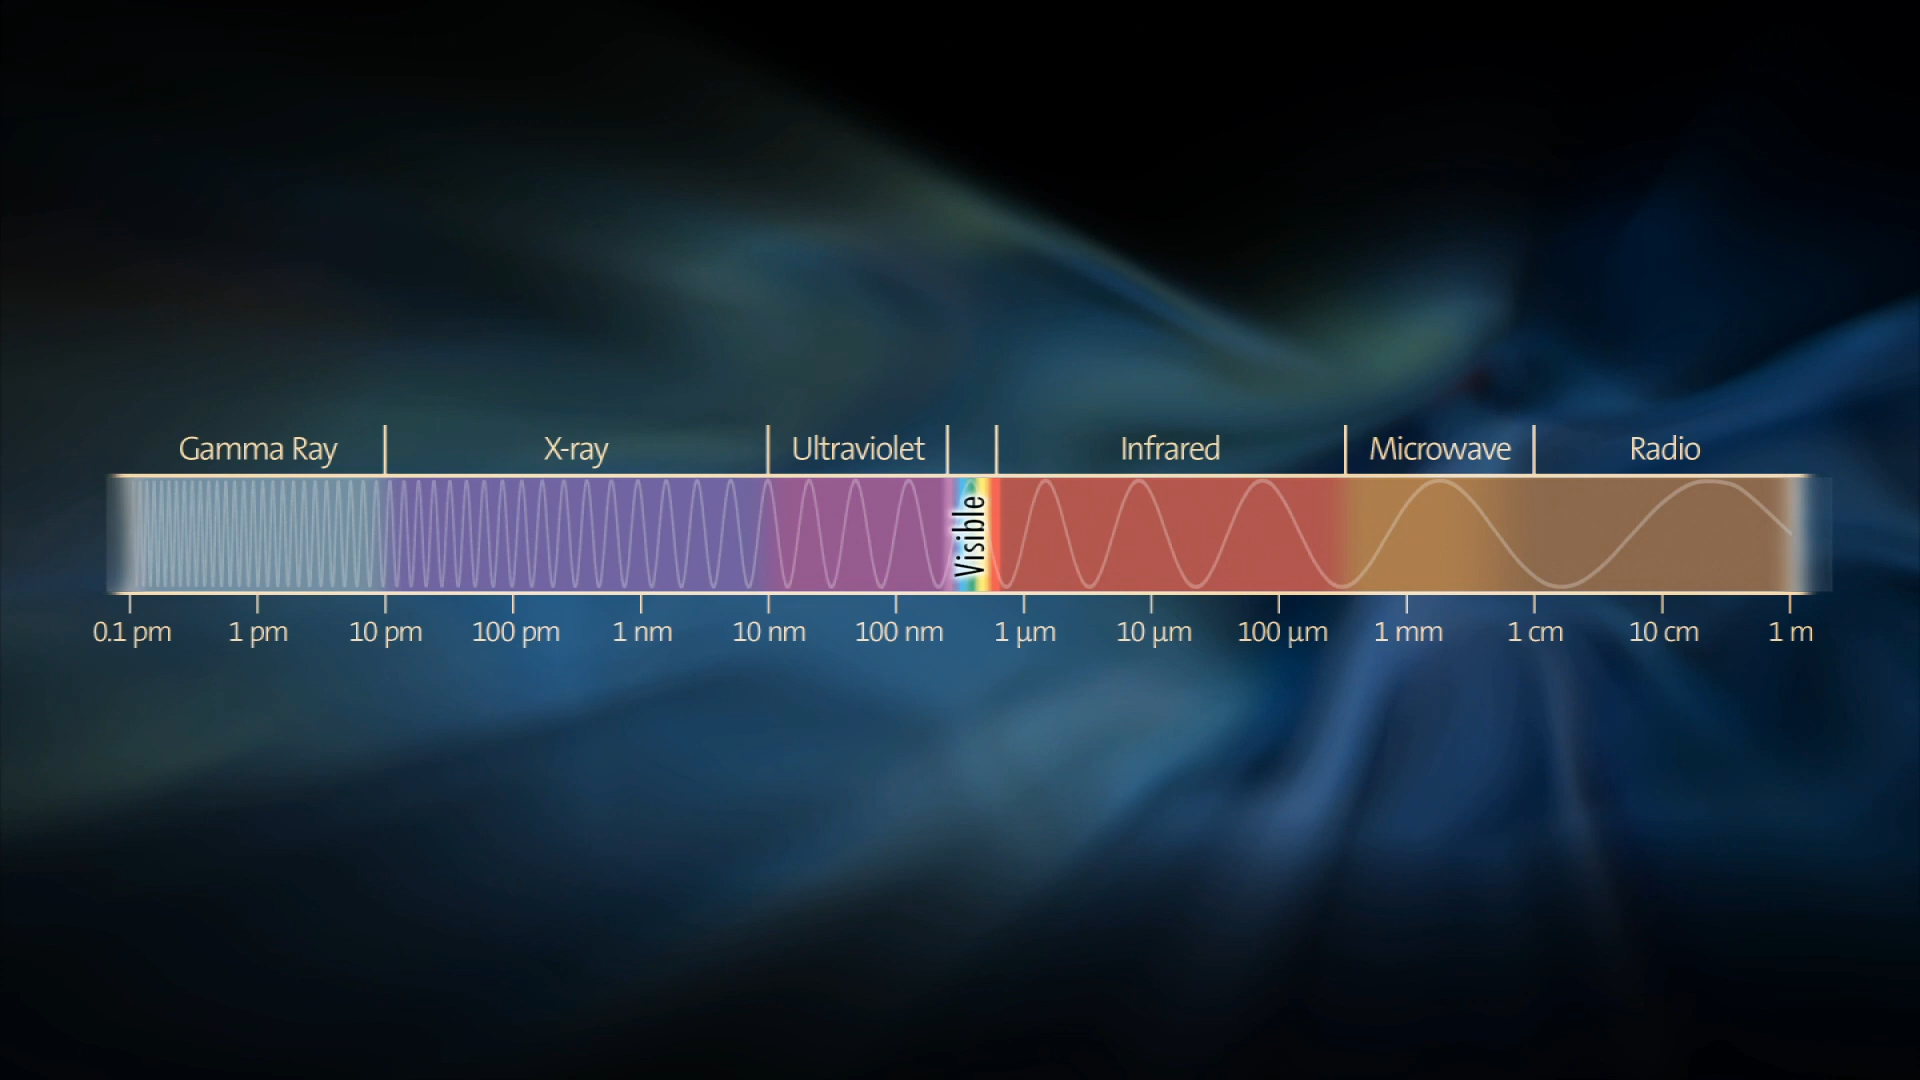 Gamma Ray X-ray Ultraviolet Infrared Microwave Radio
Visible
0.1 pm 1 pm 10 pm 100 pm 1 nm 10 nm 100 nm 1 µm 10 µm 100 µm 1 mm 1 cm 10 cm 1 m